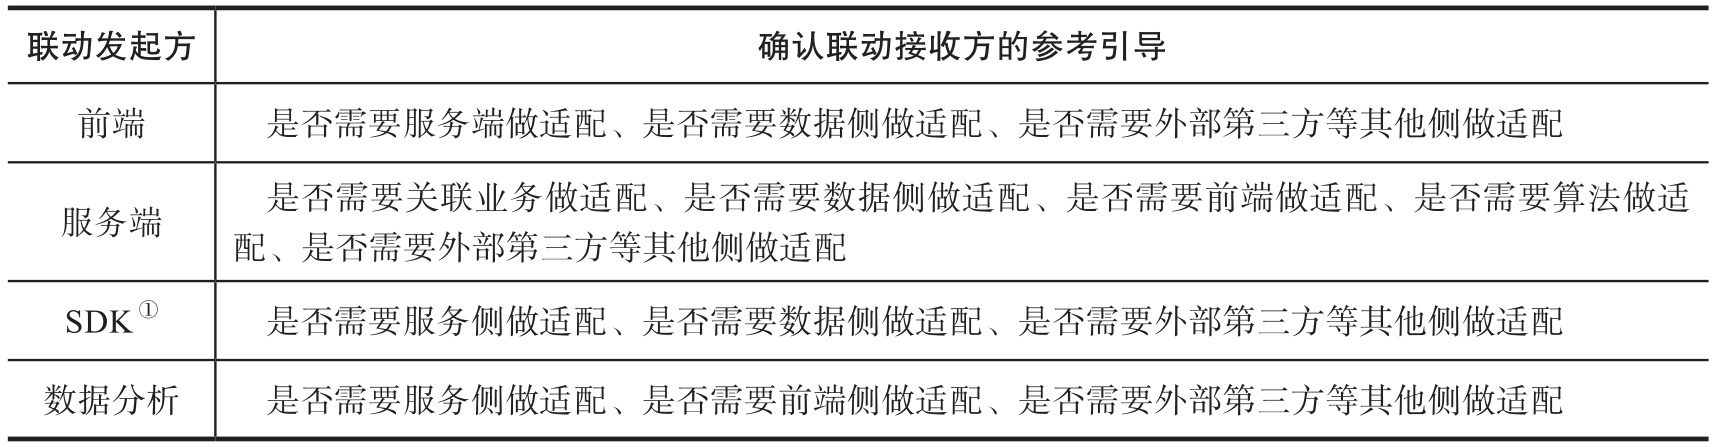 联动发起方 确认联动接收方的参考引导
前端 是否需要服务端做适配、是否需要数据侧做适配、是否需要外部第三方等其他侧做适配
服务端 是否需要关联业务做适配、是否需要数据侧做适配、是否需要前端做适配、是否需要算法做适
配、是否需要外部第三方等其他侧做适配
SDK① 是否需要服务侧做适配、是否需要数据侧做适配、是否需要外部第三方等其他侧做适配
数据分析 是否需要服务侧做适配、是否需要前端侧做适配、是否需要外部第三方等其他侧做适配